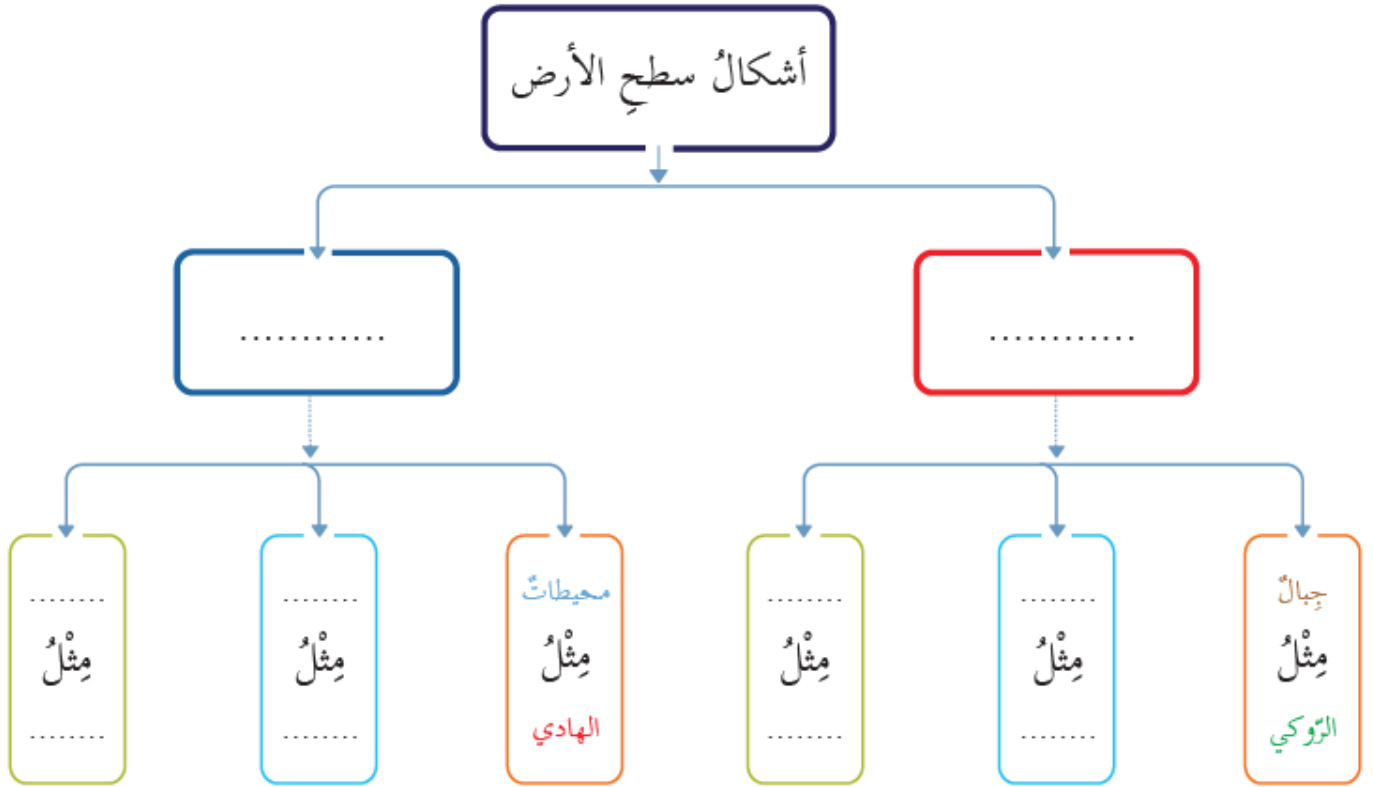 أشكالُ سطحِ الأرض
............
............
جِبالٌ
مِثْلُ
الرّوكي
........
مِثْلُ
........
........
مِثْلُ
........
محيطاتٌ
مِثْلُ
الهادي
........
مِثْلُ
........
........
مِثْلُ
........